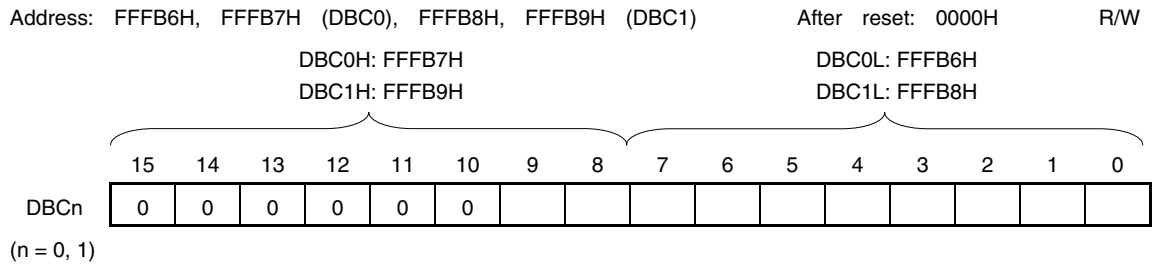 Address: FFFB6H, FFFB7H (DBC0), FFFB8H, FFFB9H (DBC1) After reset: 0000H R/W
DBC0H: FFFB7H DBC0L: FFFB6H
DBC1H: FFFB9H DBC1L: FFFB8H
15 14 13 12 11 10 9 8 7 6 5 4 3 2 1 0
DBCn 0 0 0 0 0 0
(n = 0, 1)